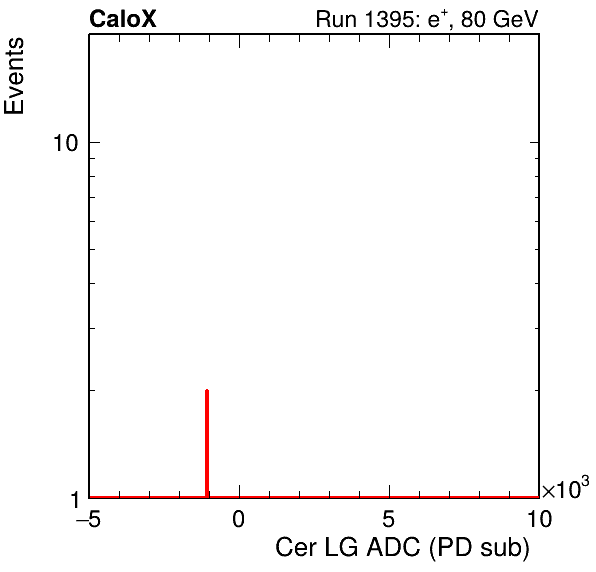 CaloX Run 1395: e⁺, 80 GeV
Events
10
1
−5 0 5 10
×10³
Cer LG ADC (PD sub)